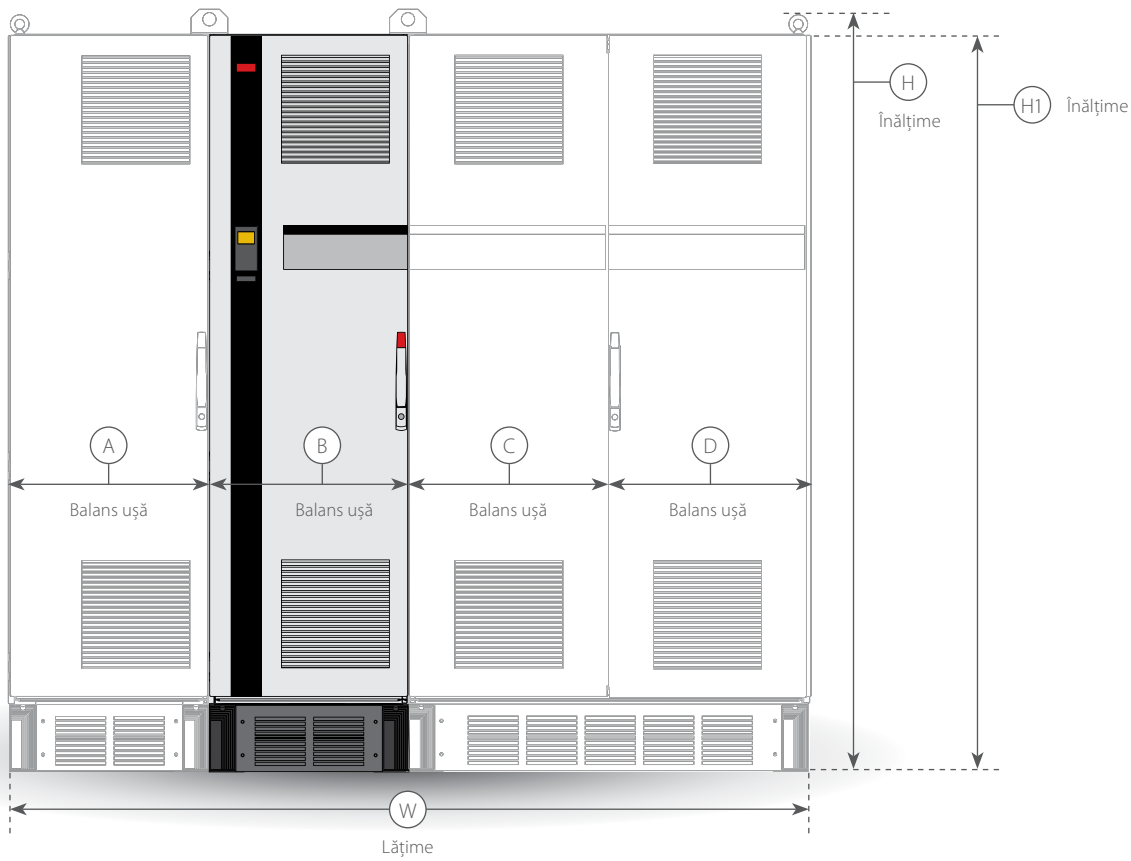 H
Înălțime
H1 Înălțime
A
B
C
D
Balans ușă
Balans ușă
Balans ușă
Balans ușă
W
Lățime